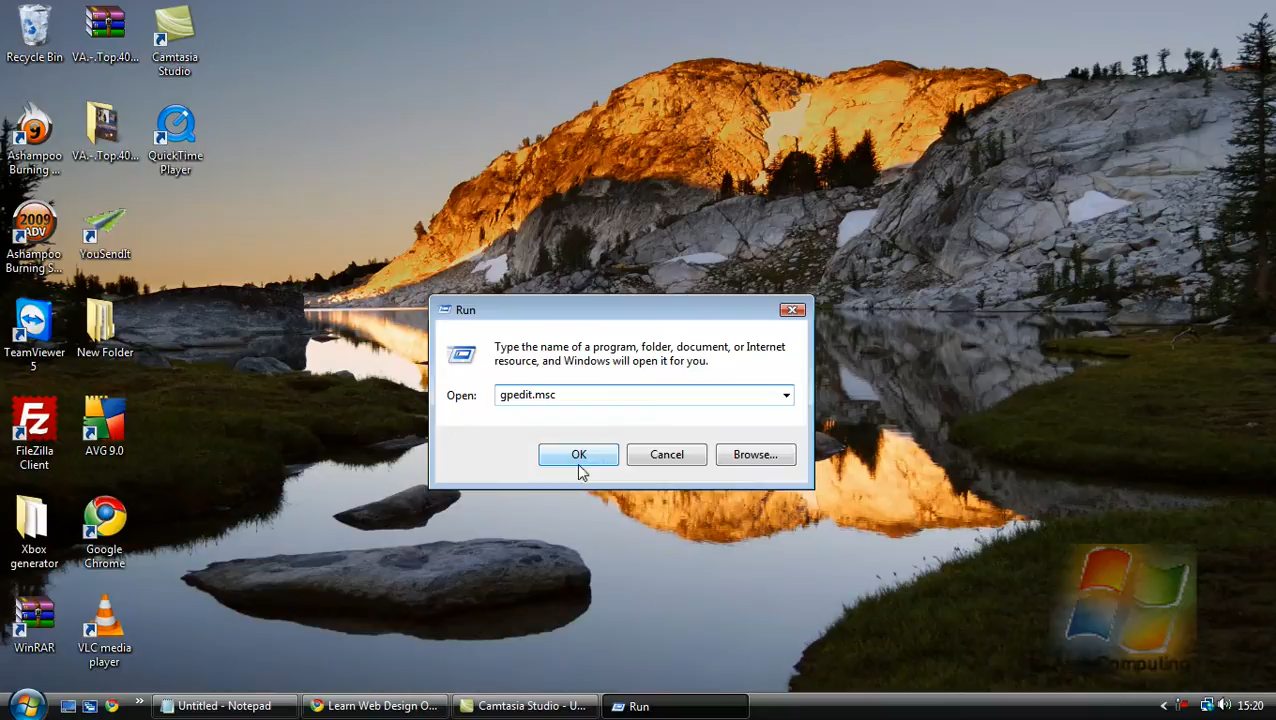 Recycle Bin
VA.-.Top.40...
Camtasia
Studio
Ashampoo
Burning ...
VA.-.Top.40...
QuickTime
Player
2009
ADV
Ashampoo
Burning S...
YouSendIt
TeamViewer
5
New Folder
FileZilla
Client
AVG 9.0
Xbox
generator
Google
Chrome
WinRAR
VLC media
player
Run
Type the name of a program, folder, document, or Internet
resource, and Windows will open it for you.
Open:
gpedit.msc
OK
Cancel
Browse...
Computing
Untitled - Notepad
Learn Web Design O...
Camtasia Studio - U...
Run
15:20